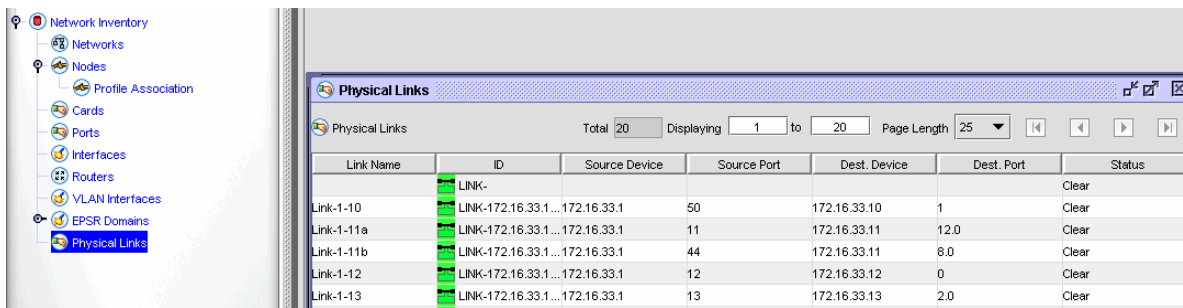 Network Inventory
Networks
Nodes
Profile Association
Cards
Ports
Interfaces
Routers
VLAN Interfaces
EPSR Domains
Physical Links
Physical Links
Physical Links Total 20 Displaying 1 to 20 Page Length 25
Link Name ID Source Device Source Port Dest. Device Dest. Port Status
LINK- Clear
Link-1-10 LINK-172.16.33.1... 172.16.33.1 50 172.16.33.10 1 Clear
Link-1-11a LINK-172.16.33.1... 172.16.33.1 11 172.16.33.11 12.0 Clear
Link-1-11b LINK-172.16.33.1... 172.16.33.1 44 172.16.33.11 8.0 Clear
Link-1-12 LINK-172.16.33.1... 172.16.33.1 12 172.16.33.12 0 Clear
Link-1-13 LINK-172.16.33.1... 172.16.33.1 13 172.16.33.13 2.0 Clear